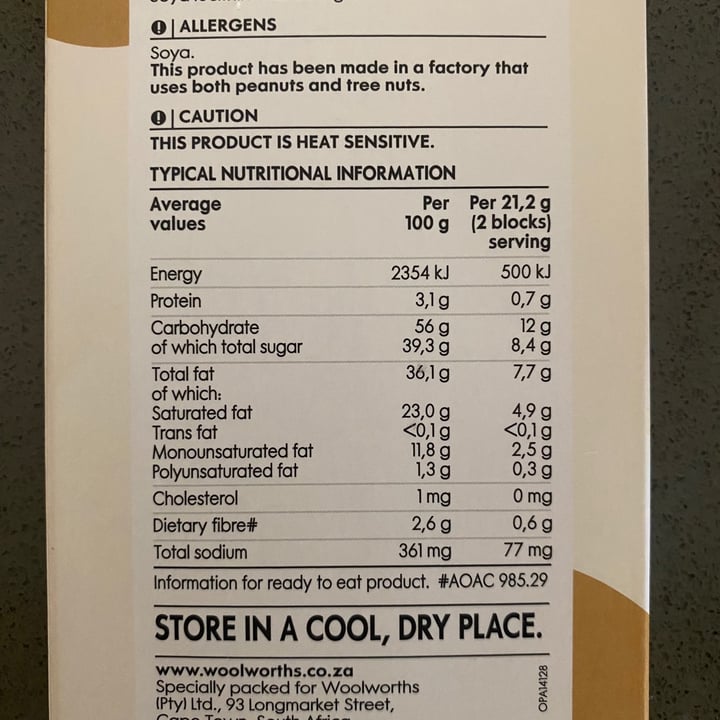 ALLERGENS
Soya.
This product has been made in a factory that
uses both peanuts and tree nuts.
CAUTION
THIS PRODUCT IS HEAT SENSITIVE.
TYPICAL NUTRITIONAL INFORMATION
Average Per Per 21,2 g
values 100 g (2 blocks)
serving
Energy 2354 kJ 500 kJ
Protein 3,1 g 0,7 g
Carbohydrate 56 g 12 g
of which total sugar 39,3 g 8,4 g
Total fat 36,1 g 7,7 g
of which:
Saturated fat 23,0 g 4,9 g
Trans fat <0,1 g <0,1 g
Monounsaturated fat 11,8 g 2,5 g
Polyunsaturated fat 1,3 g 0,3 g
Cholesterol 1 mg 0 mg
Dietary fibre# 2,6 g 0,6 g
Total sodium 361 mg 77 mg
Information for ready to eat product. #AOAC 985.29
STORE IN A COOL, DRY PLACE.
www.woolworths.co.za
Specially packed for Woolworths
(Pty) Ltd., 93 Longmarket Street,
Cape Town, South Africa
OPA14128